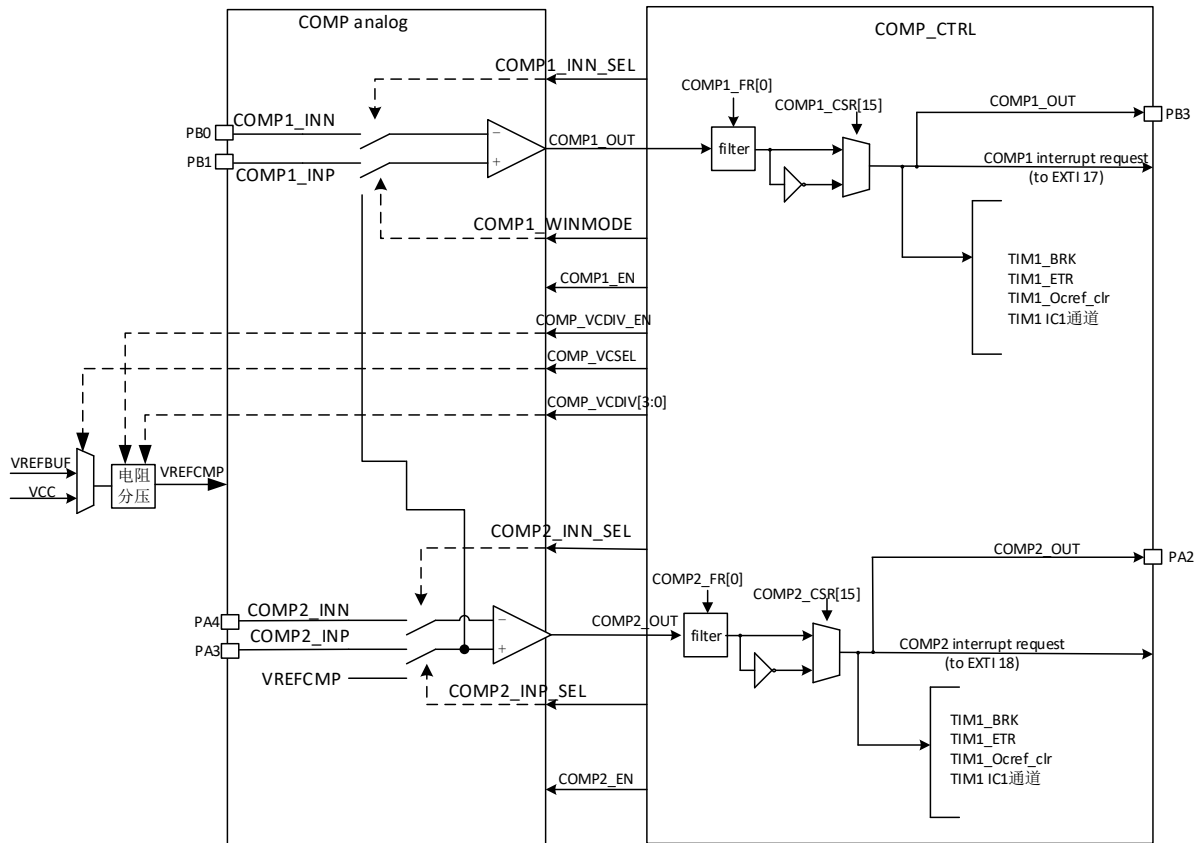 COMP analog
COMP_CTRL
COMP1_INN_SEL
COMP1_FR[0]
COMP1_CSR[15]
COMP1_OUT
PB3
PB0
COMP1_INN
−
COMP1_OUT
filter
PB1
+
COMP1_INP
COMP1 interrupt request
(to EXTI 17)
COMP1_WINMODE
TIM1_BRK
TIM1_ETR
TIM1_Ocref_clr
TIM1 IC1通道
COMP1_EN
COMP_VCDIV_EN
COMP_VCSEL
COMP_VCDIV[3:0]
VREFBUF
VCC
电阻
分压
VREFCMP
COMP2_INN_SEL
COMP2_FR[0]
COMP2_CSR[15]
COMP2_OUT
PA2
PA4
COMP2_INN
−
COMP2_OUT
filter
PA3
COMP2_INP
+
COMP2 interrupt request
(to EXTI 18)
VREFCMP
COMP2_INP_SEL
TIM1_BRK
TIM1_ETR
TIM1_Ocref_clr
TIM1 IC1通道
COMP2_EN